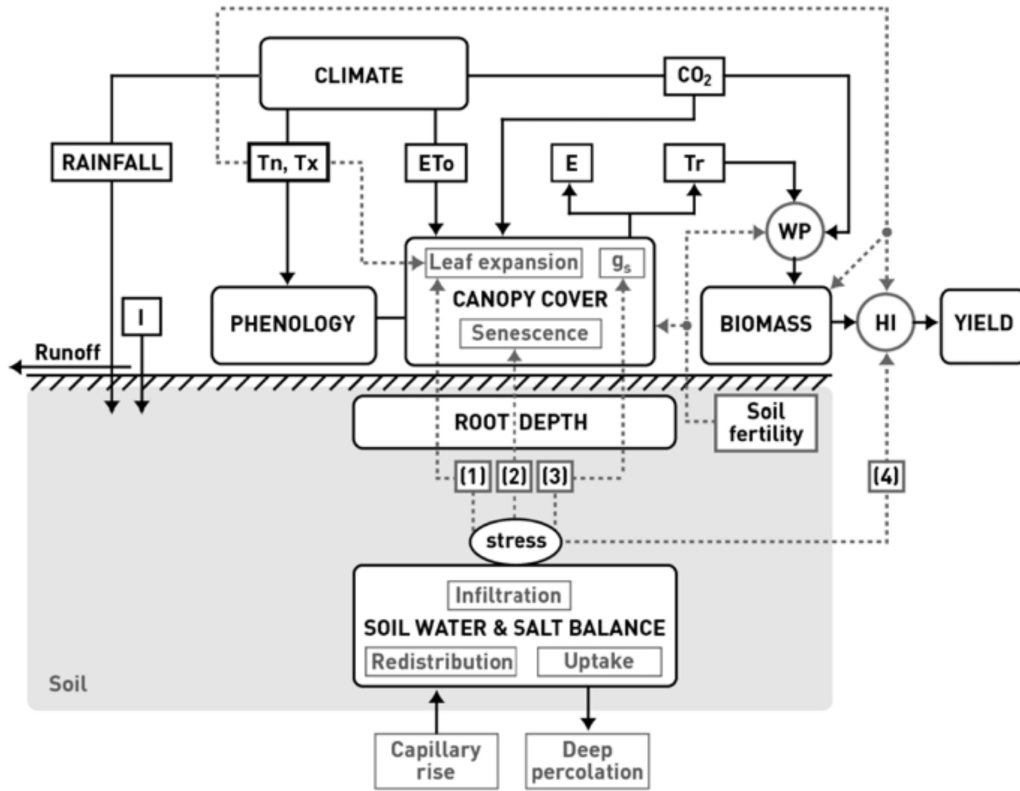 CLIMATE
CO₂
RAINFALL
Tn, Tx
ETo
E
Tr
WP
Leaf expansion
gₛ
CANOPY COVER
Senescence
PHENOLOGY
I
BIOMASS
HI
YIELD
Runoff
ROOT DEPTH
Soil
fertility
(1)
(2)
(3)
(4)
stress
Infiltration
SOIL WATER & SALT BALANCE
Redistribution
Uptake
Soil
Capillary
rise
Deep
percolation